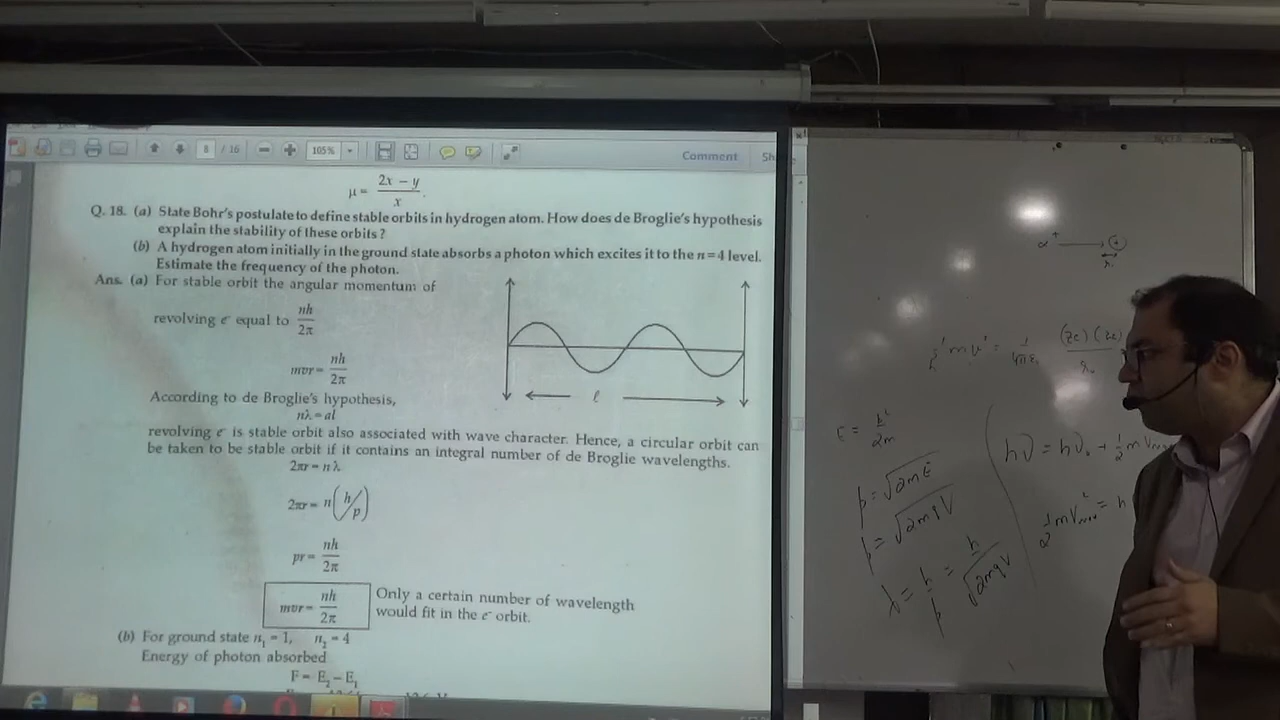 8 / 16
105%
Comment
Sh
μ = (2x − y)/x.
Q. 18. (a) State Bohr's postulate to define stable orbits in hydrogen atom. How does de Broglie's hypothesis
explain the stability of these orbits ?
(b) A hydrogen atom initially in the ground state absorbs a photon which excites it to the n=4 level.
Estimate the frequency of the photon.
Ans. (a) For stable orbit the angular momentum of
revolving e⁻ equal to nh/2π
mvr = nh/2π
According to de Broglie's hypothesis,
nλ = al
revolving e⁻ is stable orbit also associated with wave character. Hence, a circular orbit can
be taken to be stable orbit if it contains an integral number of de Broglie wavelengths.
2πr = nλ
2πr = n(h/p)
pr = nh/2π
mvr = nh/2π
Only a certain number of wavelength
would fit in the e⁻ orbit.
(b) For ground state n₁ = 1, n₂ = 4
Energy of photon absorbed
F = E₂ − E₁
ℓ
α⁺
½mv² = 1/4πε₀
p = √2mE
p = √2mqV
λ = h/p = h/√2mqV